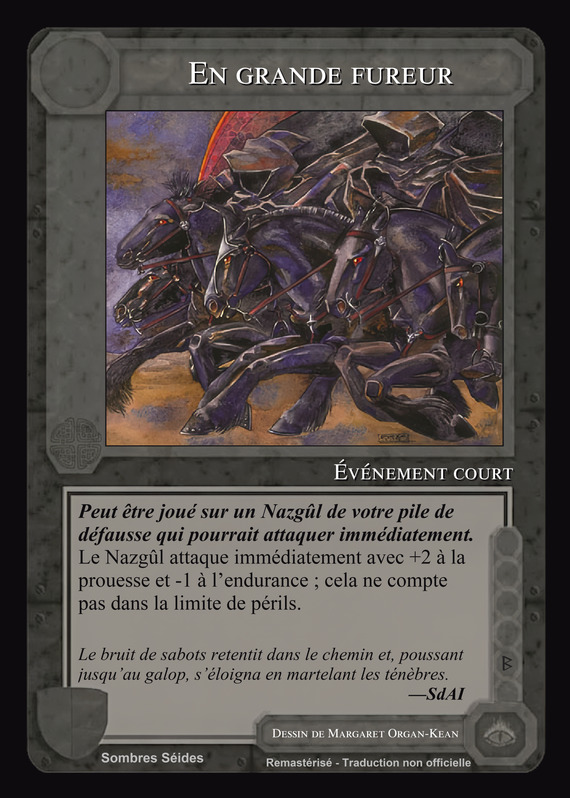 En grande fureur
Événement court
Peut être joué sur un Nazgûl de votre pile de
défausse qui pourrait attaquer immédiatement.
Le Nazgûl attaque immédiatement avec +2 à la
prouesse et -1 à l’endurance ; cela ne compte
pas dans la limite de périls.
Le bruit de sabots retentit dans le chemin et, poussant
jusqu’au galop, s’éloigna en martelant les ténèbres.
—SdAI
Dessin de Margaret Organ-Kean
Sombres Séides
Remastérisé - Traduction non officielle